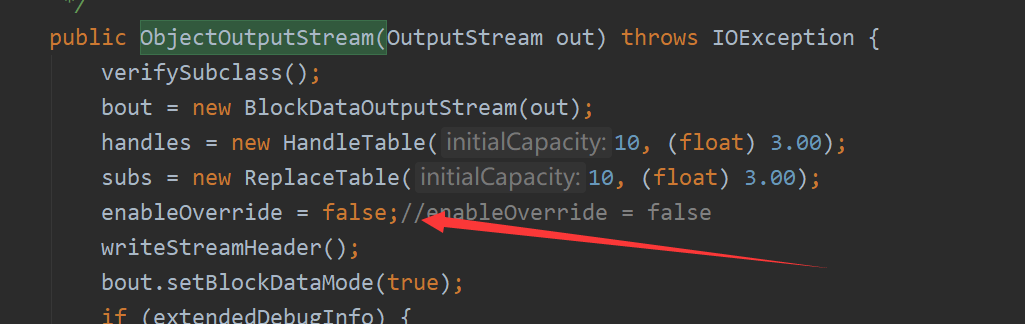 */
public ObjectOutputStream(OutputStream out) throws IOException {
verifySubclass();
bout = new BlockDataOutputStream(out);
handles = new HandleTable( initialCapacity: 10, (float) 3.00);
subs = new ReplaceTable( initialCapacity: 10, (float) 3.00);
enableOverride = false;//enableOverride = false
writeStreamHeader();
bout.setBlockDataMode(true);
if (extendedDebugInfo) {